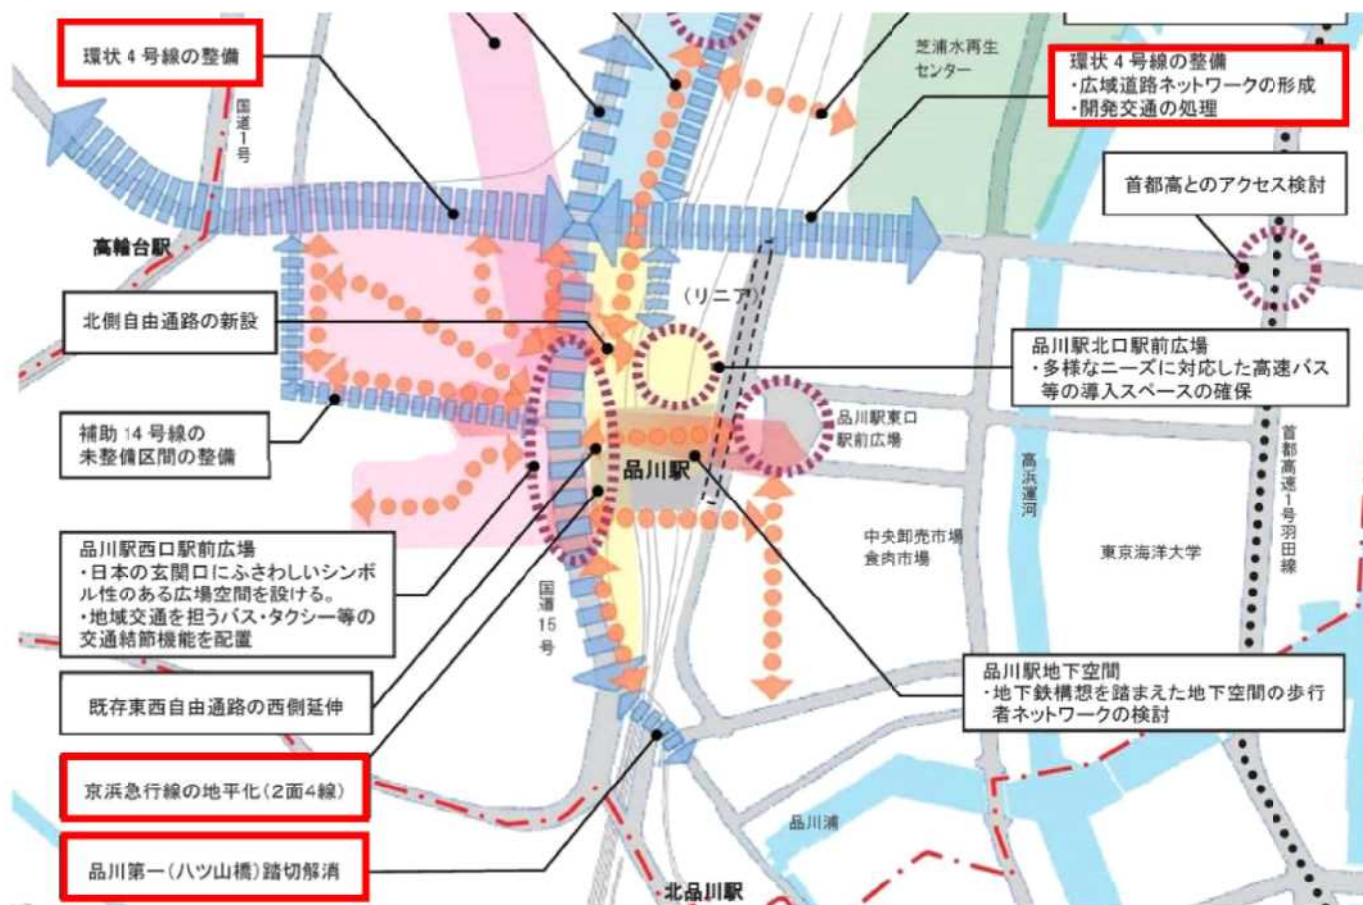 環状4号線の整備
国道1号
芝浦水再生
センター
環状4号線の整備
・広域道路ネットワークの形成
・開発交通の処理
首都高とのアクセス検討
高輪台駅
(リニア)
北側自由通路の新設
品川駅北口駅前広場
・多様なニーズに対応した高速バス
等の導入スペースの確保
補助14号線の
未整備区間の整備
品川駅東口
駅前広場
品川駅
高浜運河
首都高速1号羽田線
中央卸売市場
食肉市場
東京海洋大学
品川駅西口駅前広場
・日本の玄関口にふさわしいシンボ
ル性のある広場空間を設ける。
・地域交通を担うバス・タクシー等の
交通結節機能を配置
国道15号
品川駅地下空間
・地下鉄構想を踏まえた地下空間の歩行
者ネットワークの検討
既存東西自由通路の西側延伸
京浜急行線の地平化(2面4線)
品川浦
品川第一(八ツ山橋)踏切解消
北品川駅